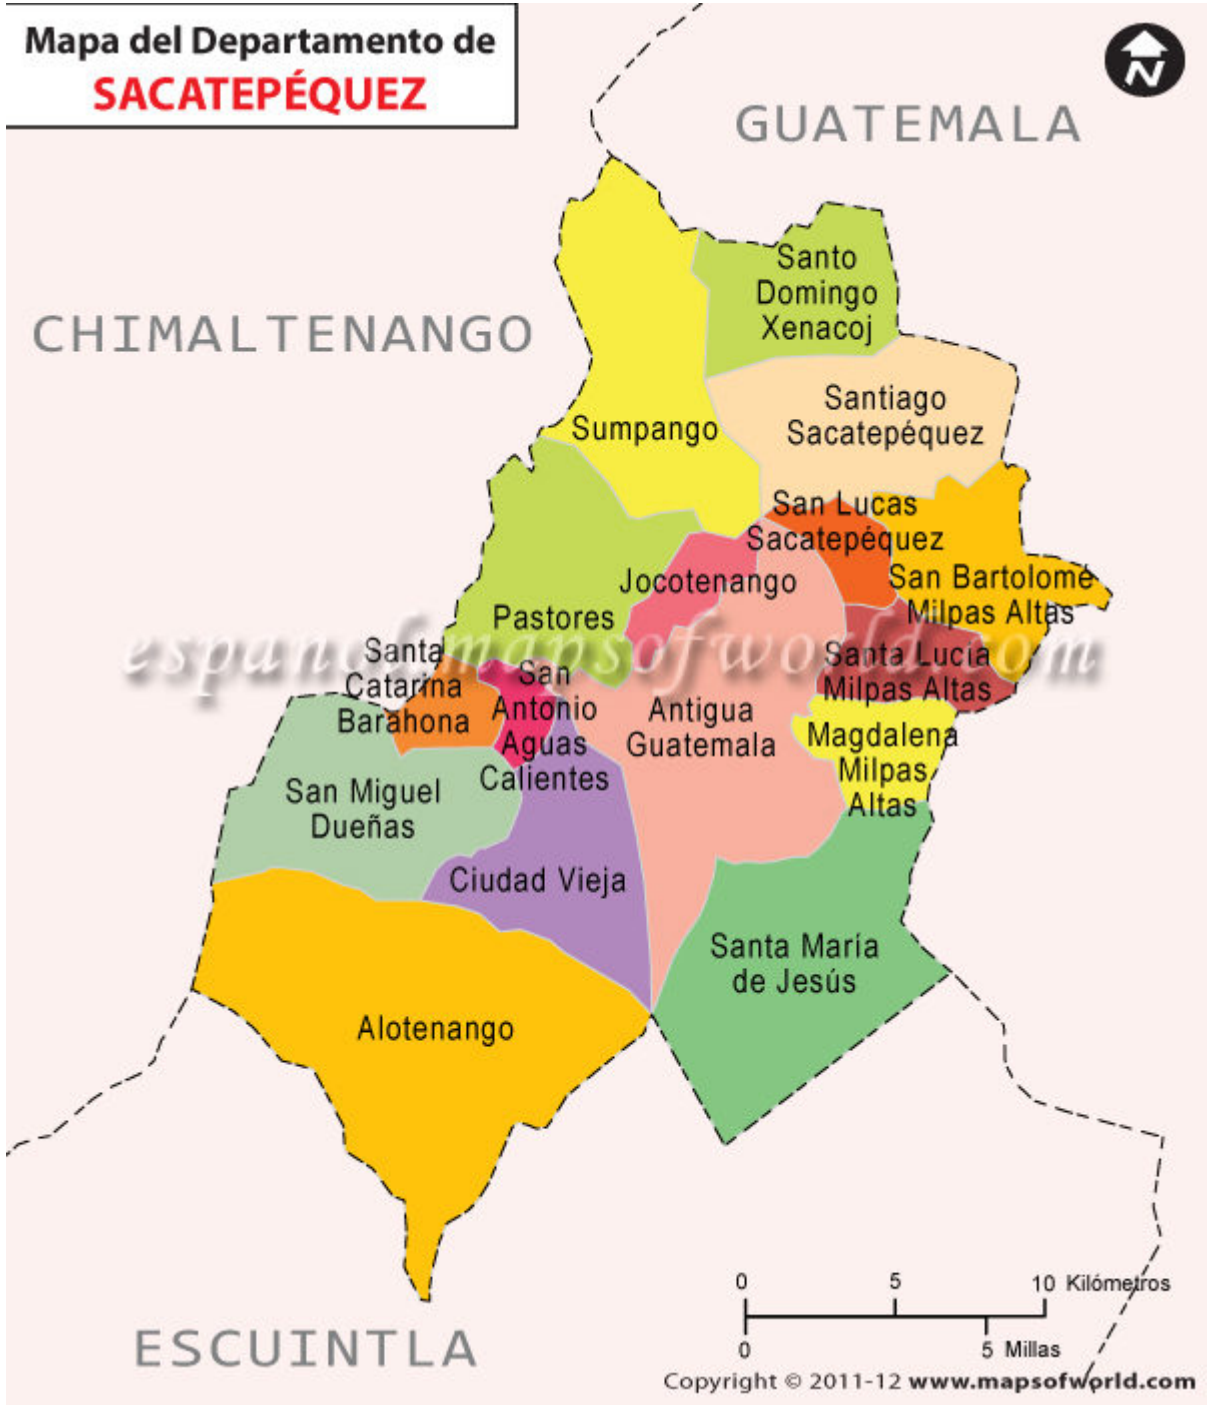 Mapa del Departamento de
SACATEPÉQUEZ
N
GUATEMALA
CHIMALTENANGO
Santo
Domingo
Xenacoj
Santiago
Sacatepéquez
Sumpango
San Lucas
Sacatepéquez
Jocotenango
San Bartolomé
Milpas Altas
Pastores
espanol.mapsofworld.com
Santa
Catarina
Barahona
San
Antonio
Aguas
Calientes
Santa Lucía
Milpas Altas
Antigua
Guatemala
Magdalena
Milpas
Altas
San Miguel
Dueñas
Ciudad Vieja
Santa María
de Jesús
Alotenango
0 5 10 Kilómetros
0 5 Millas
ESCUINTLA
Copyright © 2011-12 www.mapsofworld.com